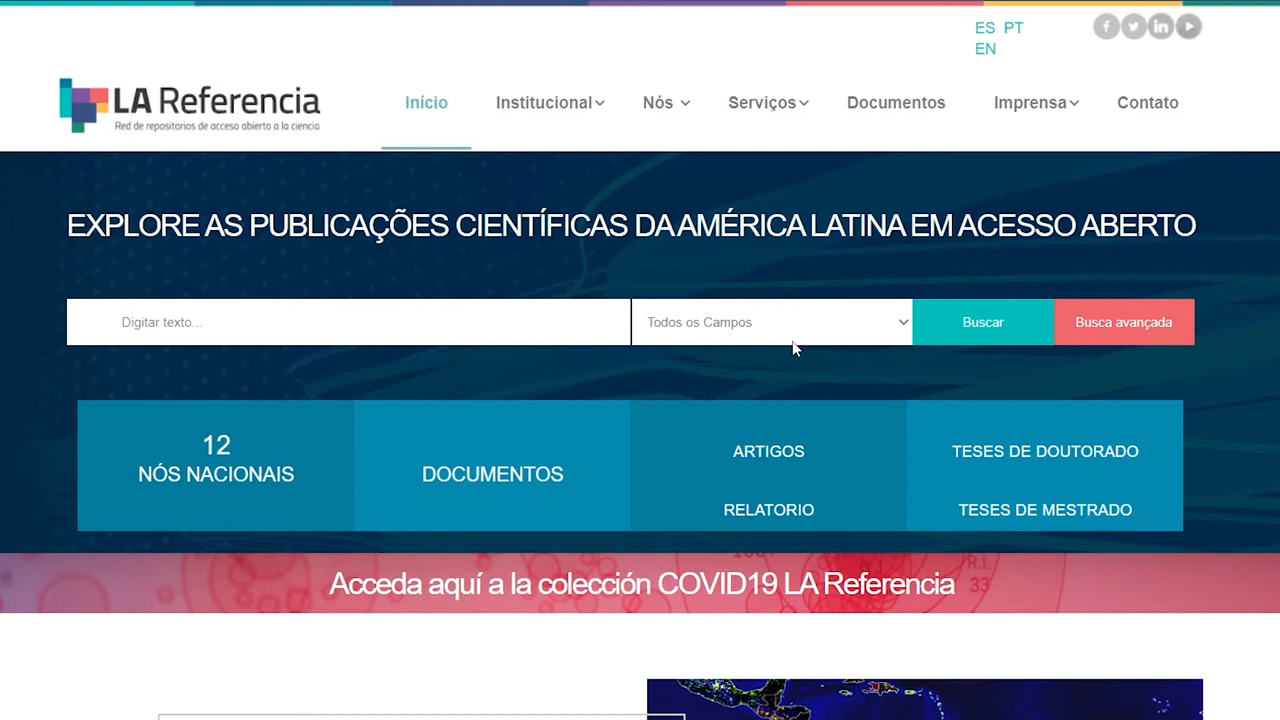 ES PT
EN
LA Referencia
Red de repositorios de acceso abierto a la ciencia
Início
Institucional
Nós
Serviços
Documentos
Imprensa
Contato
EXPLORE AS PUBLICAÇÕES CIENTÍFICAS DA AMÉRICA LATINA EM ACESSO ABERTO
Digitar texto...
Todos os Campos
Buscar
Busca avançada
12
NÓS NACIONAIS
DOCUMENTOS
ARTIGOS
RELATORIO
TESES DE DOUTORADO
TESES DE MESTRADO
R.I.
33
Acceda aquí a la colección COVID19 LA Referencia